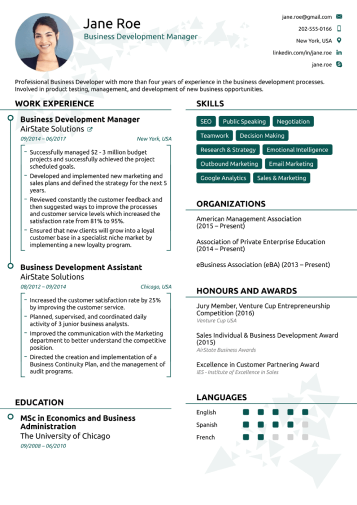 Jane Roe
Business Development Manager
jane.roe@gmail.com
202-555-0166
New York, USA
linkedin.com/in/jane.roe
jane.roe
Professional Business Developer with more than four years of experience in the business development processes.
Involved in product testing, management, and development of new business opportunities.
WORK EXPERIENCE
Business Development Manager
AirState Solutions
09/2014 – 06/2017
New York, USA
– Successfully managed $2 - 3 million budget
projects and successfully achieved the project
scheduled goals.
– Developed and implemented new marketing and
sales plans and defined the strategy for the next 5
years.
– Reviewed constantly the customer feedback and
then suggested ways to improve the processes
and customer service levels which increased the
satisfaction rate from 81% to 95%.
– Ensured that new clients will grow into a loyal
customer base in a specialist niche market by
implementing a new loyalty program.
Business Development Assistant
AirState Solutions
08/2012 – 09/2014
Chicago, USA
– Increased the customer satisfaction rate by 25%
by improving the customer service.
– Planned, supervised, and coordinated daily
activity of 3 junior business analysts.
– Improved the communication with the Marketing
department to better understand the competitive
position.
– Directed the creation and implementation of a
Business Continuity Plan, and the management of
audit programs.
EDUCATION
MSc in Economics and Business
Administration
The University of Chicago
09/2008 – 06/2010
SKILLS
SEO Public Speaking Negotiation
Teamwork Decision Making
Research & Strategy Emotional Intelligence
Outbound Marketing Email Marketing
Google Analytics Sales & Marketing
ORGANIZATIONS
American Management Association
(2015 – Present)
Association of Private Enterprise Education
(2014 – Present)
eBusiness Association (eBA) (2013 – Present)
HONOURS AND AWARDS
Jury Member, Venture Cup Entrepreneurship
Competition (2016)
Venture Cup USA
Sales Individual & Business Development Award
(2015)
AirState Business Awards
Excellence in Customer Partnering Award
IES - Institute of Excellence in Sales
LANGUAGES
English
Spanish
French